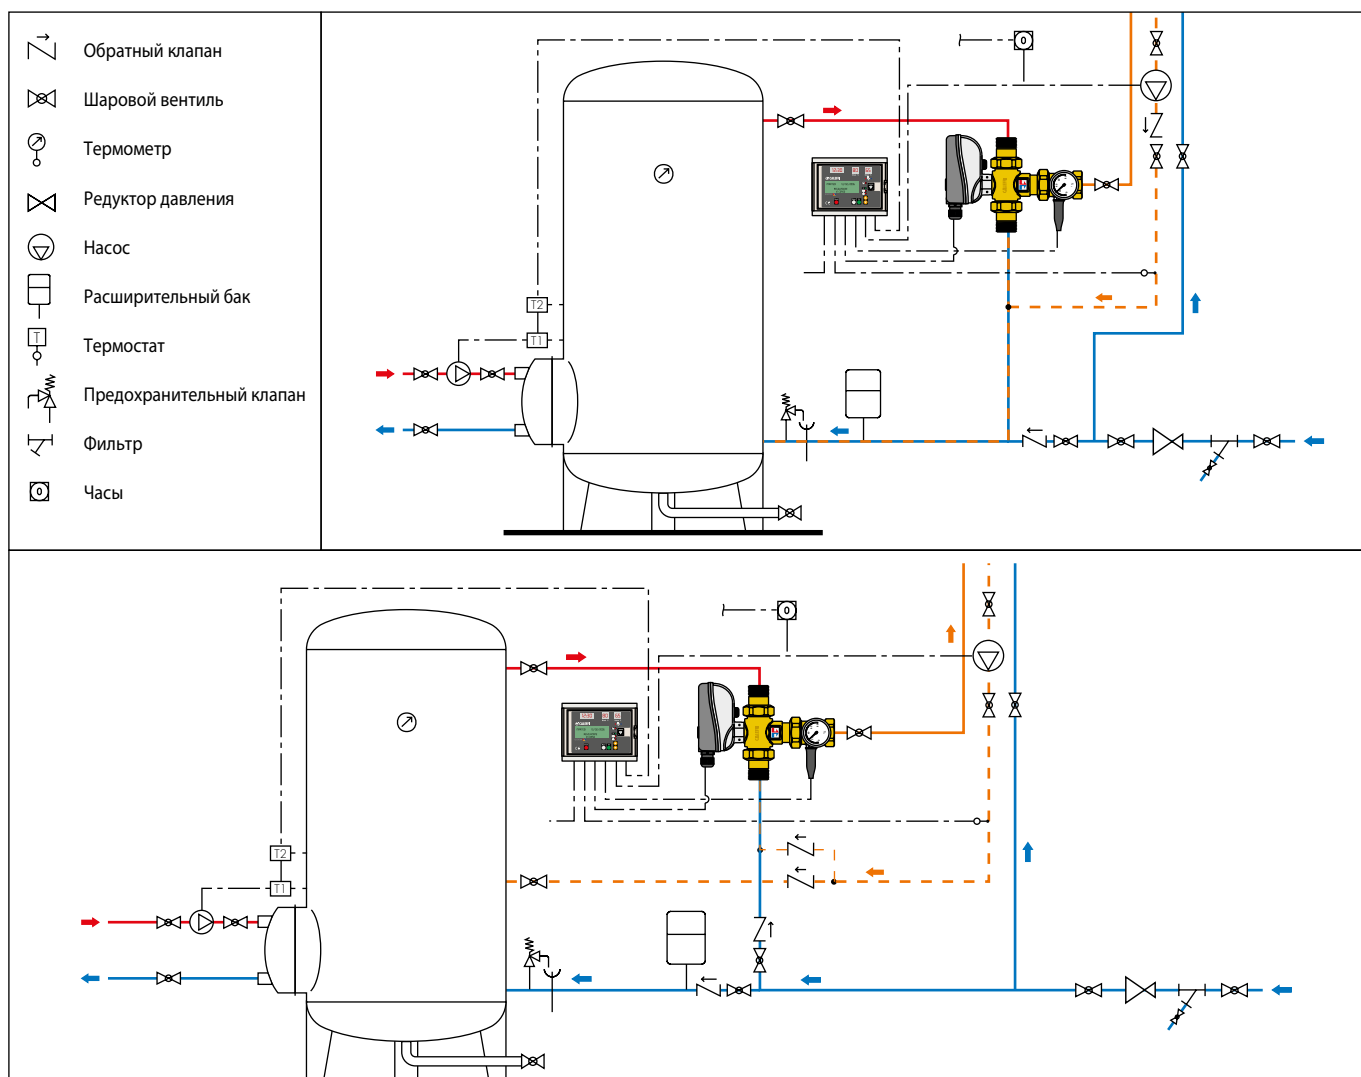 Обратный клапан
Шаровой вентиль
Термометр
Редуктор давления
Насос
Расширительный бак
T
Термостат
Предохранительный клапан
Фильтр
Часы
T2
T1
T2
T1